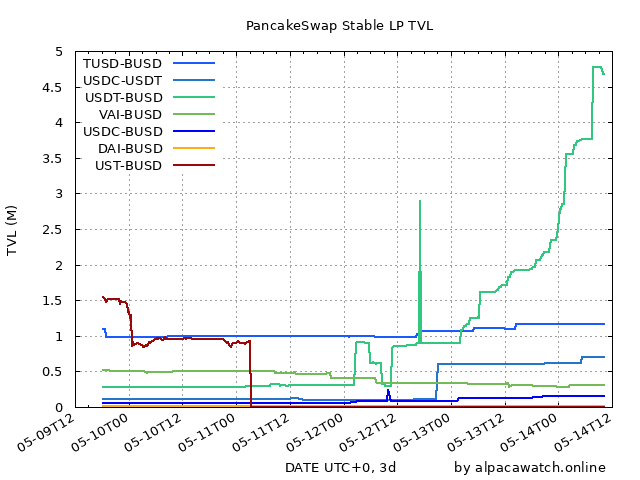 PancakeSwap Stable LP TVL
TUSD-BUSD
USDC-USDT
USDT-BUSD
VAI-BUSD
USDC-BUSD
DAI-BUSD
UST-BUSD
TVL (M)
5
4.5
4
3.5
3
2.5
2
1.5
1
0.5
0
05-09T12
05-10T00
05-10T12
05-11T00
05-11T12
05-12T00
05-12T12
05-13T00
05-13T12
05-14T00
05-14T12
DATE UTC+0, 3d
by alpacawatch.online